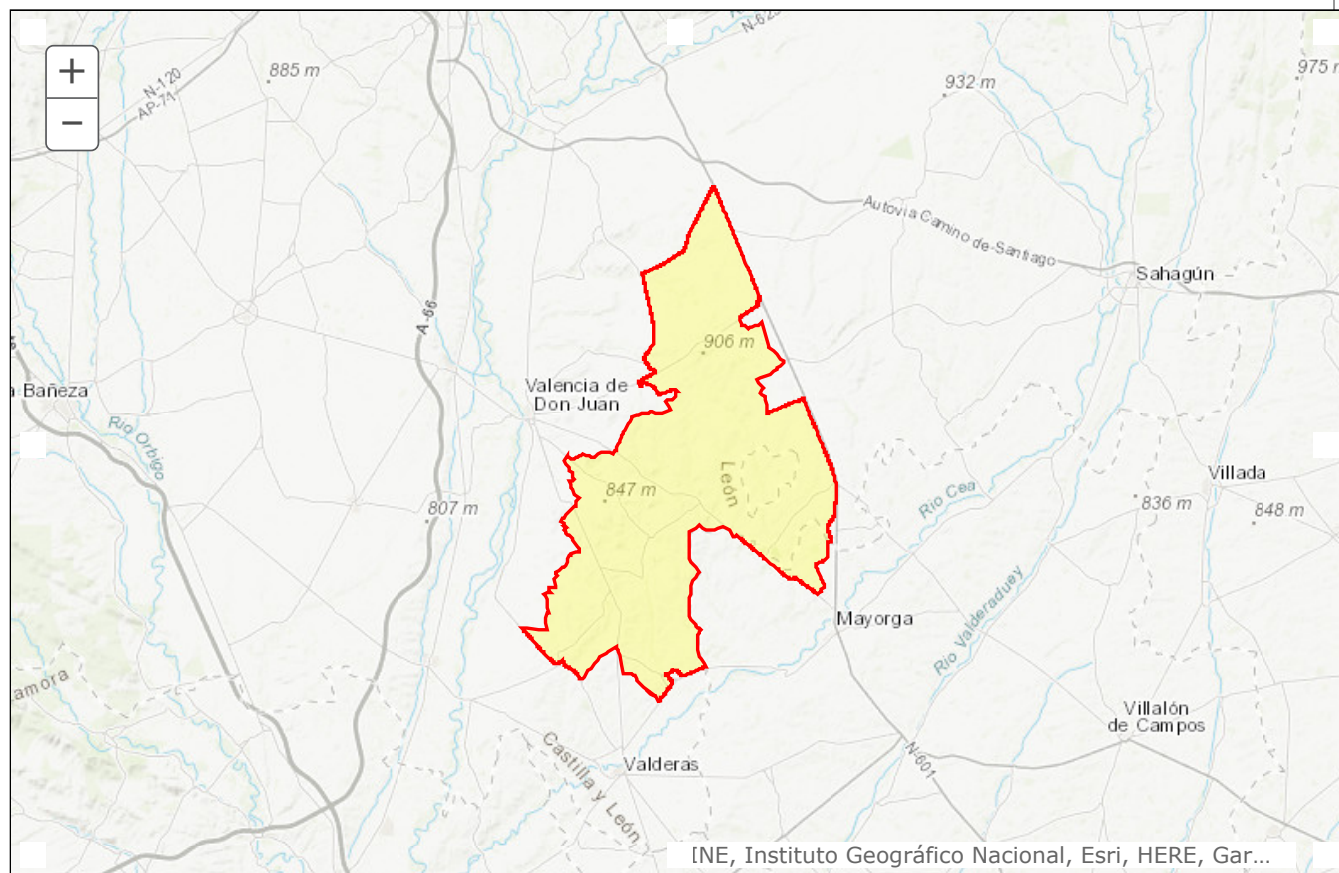 +
−
N-120
AP-71
885 m
932 m
975 m
Autovía Camino de Santiago
Sahagún
A-66
906 m
Valencia de
Don Juan
a Bañeza
Río Orbigo
León
847 m
807 m
Río Cea
Villada
836 m
848 m
Mayorga
Río Valderaduey
amora
Villalón
de Campos
Castilla y León
Valderas
N-601
INE, Instituto Geográfico Nacional, Esri, HERE, Gar...